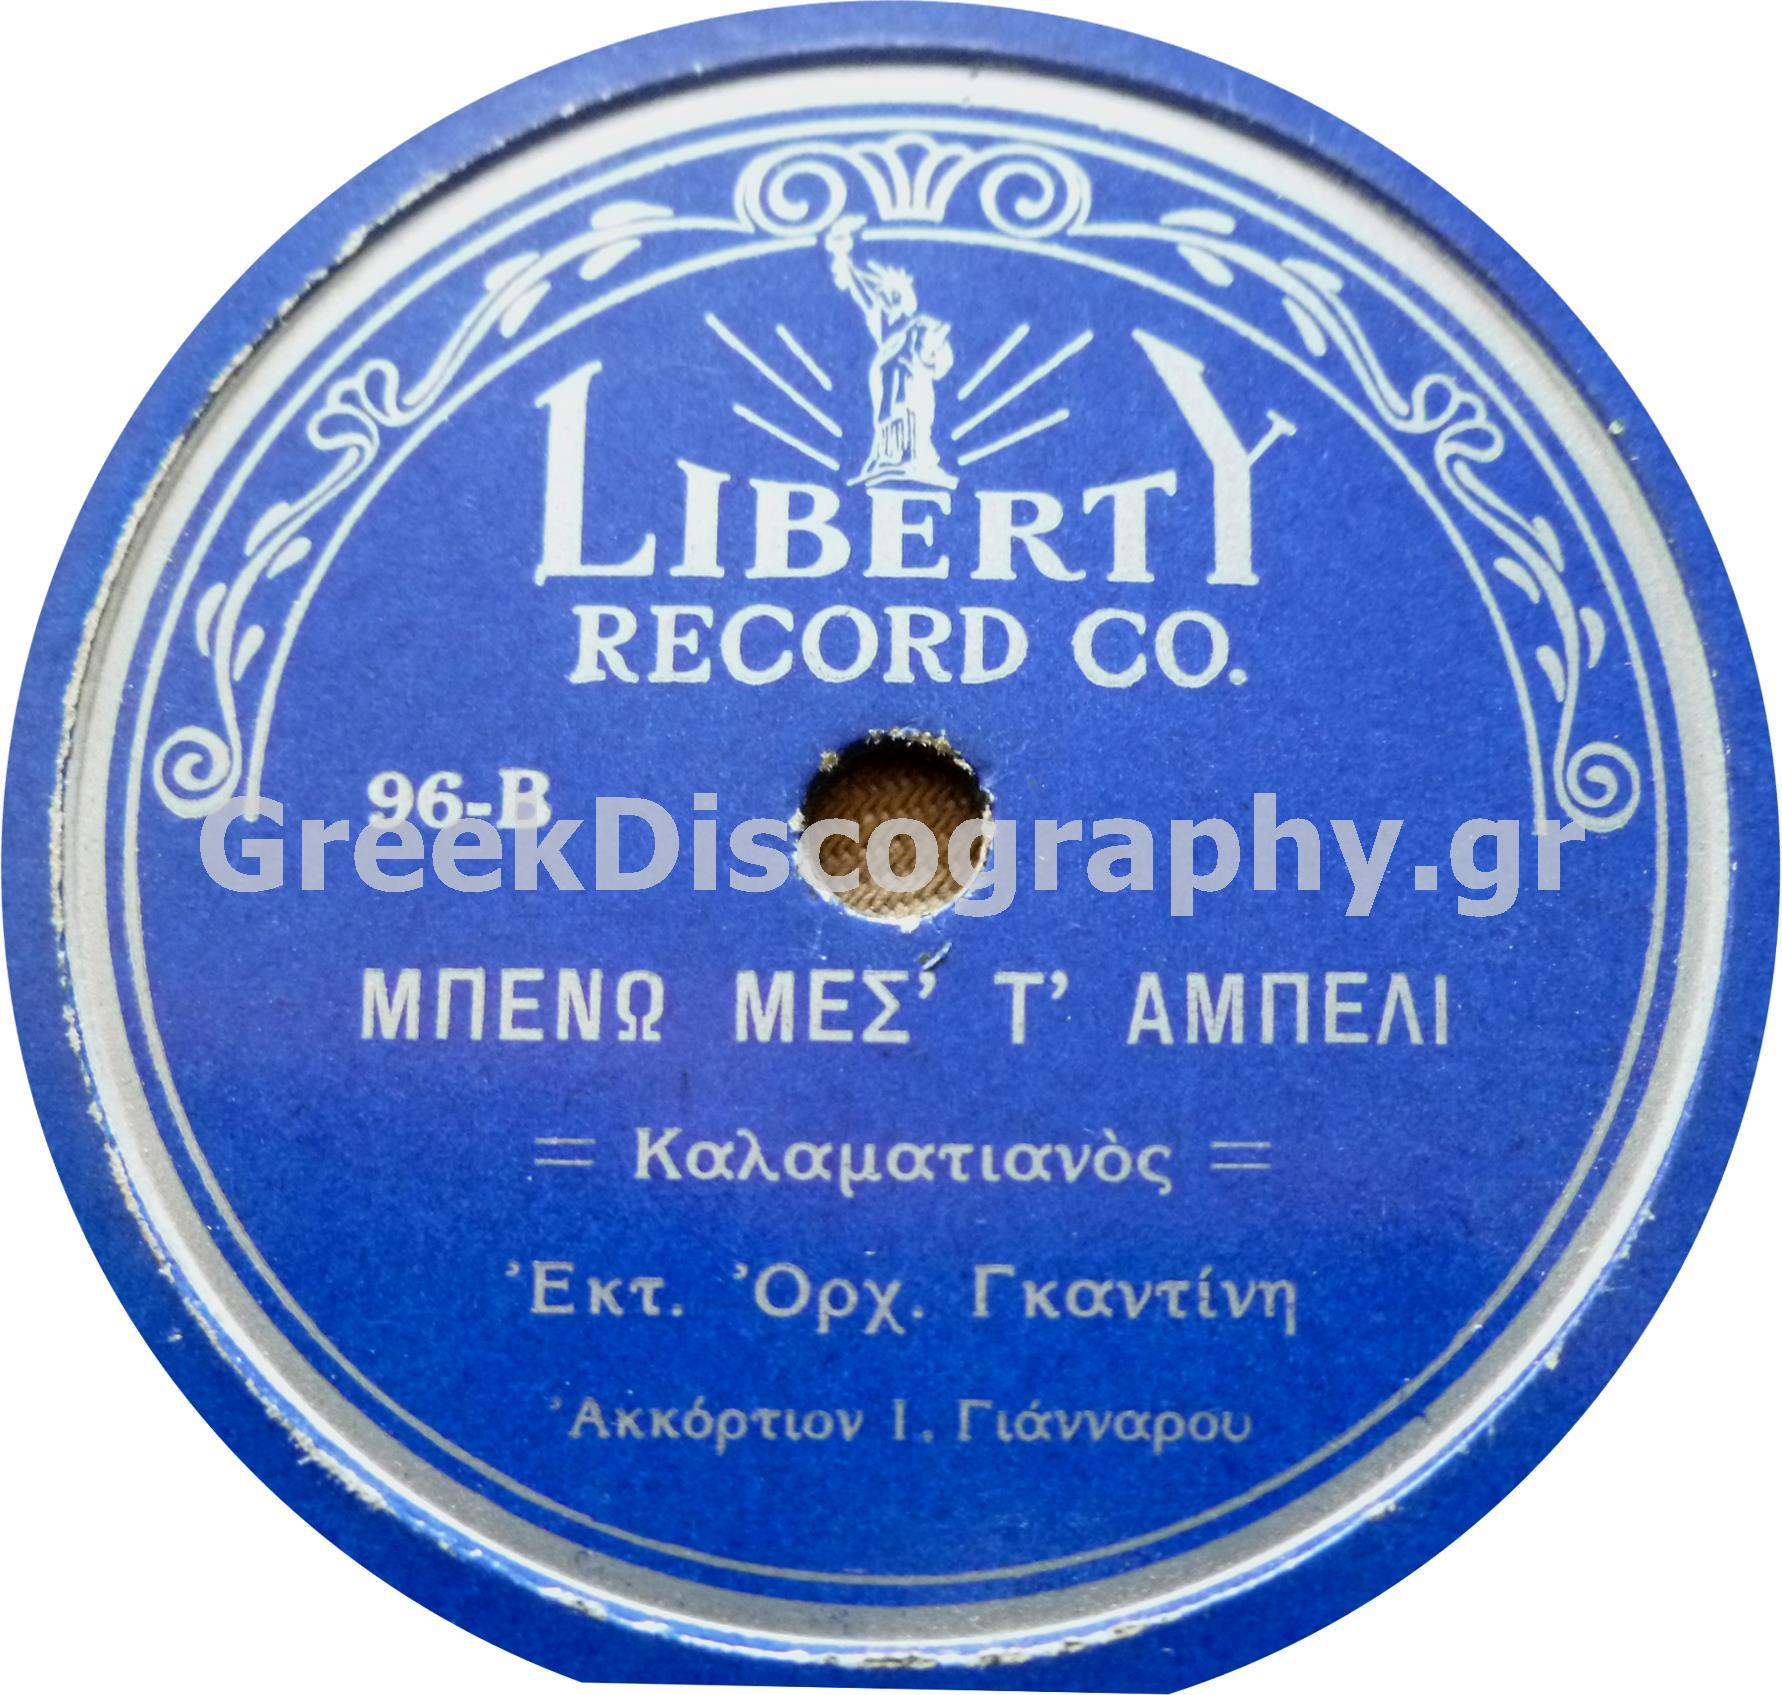 LIBERTY
RECORD CO.
96-B
GreekDiscography.gr
ΜΠΕΝΩ ΜΕΣ' Τ' ΑΜΠΕΛΙ
= Καλαματιανὸς =
Ἐκτ. Ὀρχ. Γκαντίνη
Ἀκκόρτιον Ι. Γιάνναρου